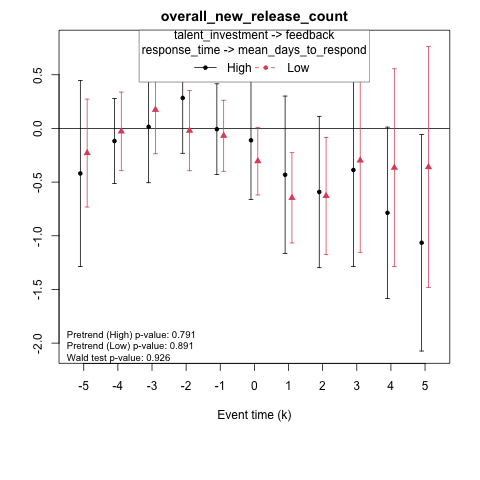 overall_new_release_count
talent_investment -> feedback
response_time -> mean_days_to_respond
High Low
0.5
0.0
-0.5
-1.0
-1.5
-2.0
Pretrend (High) p-value: 0.791
Pretrend (Low) p-value: 0.891
Wald test p-value: 0.926
-5 -4 -3 -2 -1 0 1 2 3 4 5
Event time (k)